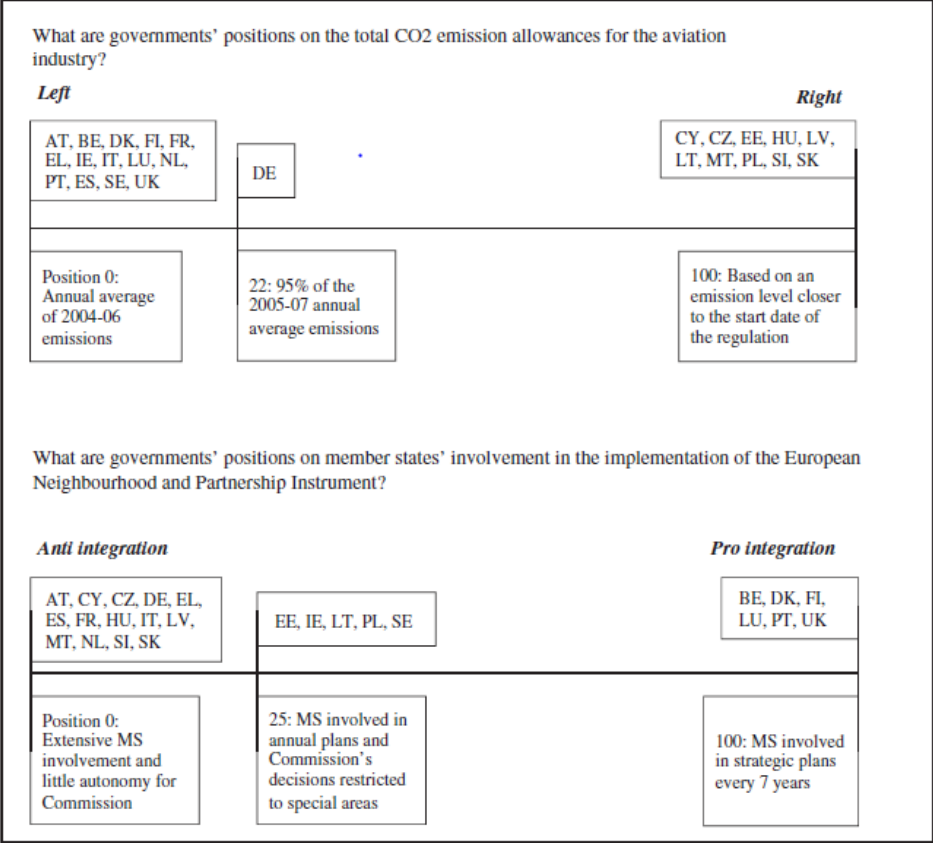 What are governments' positions on the total CO2 emission allowances for the aviation
industry?
Left
Right
AT, BE, DK, FI, FR,
EL, IE, IT, LU, NL,
PT, ES, SE, UK
DE
CY, CZ, EE, HU, LV,
LT, MT, PL, SI, SK
Position 0:
Annual average
of 2004-06
emissions
22: 95% of the
2005-07 annual
average emissions
100: Based on an
emission level closer
to the start date of
the regulation
What are governments' positions on member states' involvement in the implementation of the European
Neighbourhood and Partnership Instrument?
Anti integration
Pro integration
AT, CY, CZ, DE, EL,
ES, FR, HU, IT, LV,
MT, NL, SI, SK
EE, IE, LT, PL, SE
BE, DK, FI,
LU, PT, UK
Position 0:
Extensive MS
involvement and
little autonomy for
Commission
25: MS involved in
annual plans and
Commission's
decisions restricted
to special areas
100: MS involved
in strategic plans
every 7 years